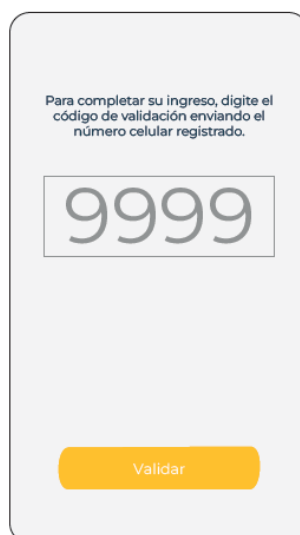 Para completar su ingreso, digite el
código de validación enviando el
número celular registrado.
9999
Validar